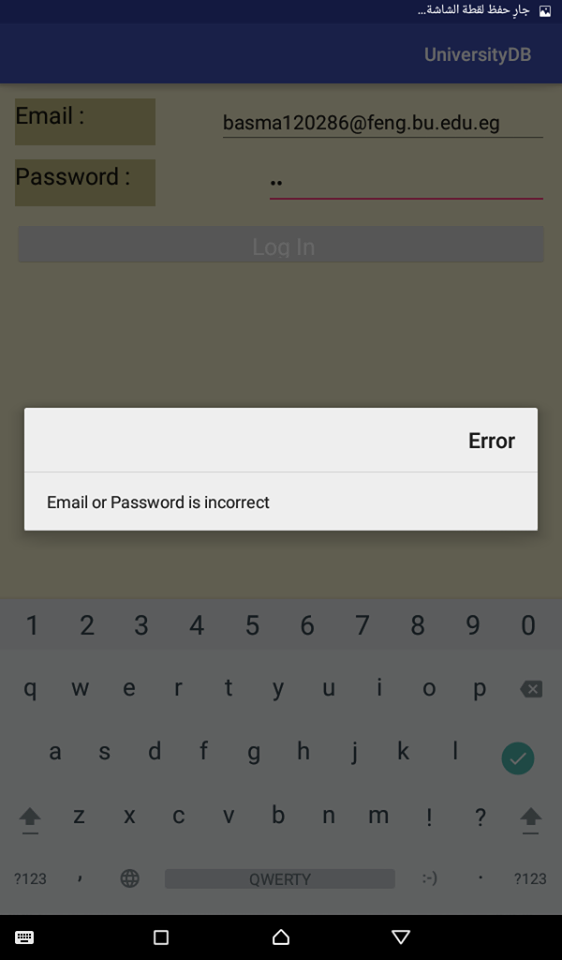 جارٍ حفظ لقطة الشاشة...
UniversityDB
Email :
basma120286@feng.bu.edu.eg
Password :
Log In
Error
Email or Password is incorrect
1 2 3 4 5 6 7 8 9 0
q w e r t y u i o p
a s d f g h j k l
z x c v b n m ! ?
?123 , QWERTY :-) . ?123